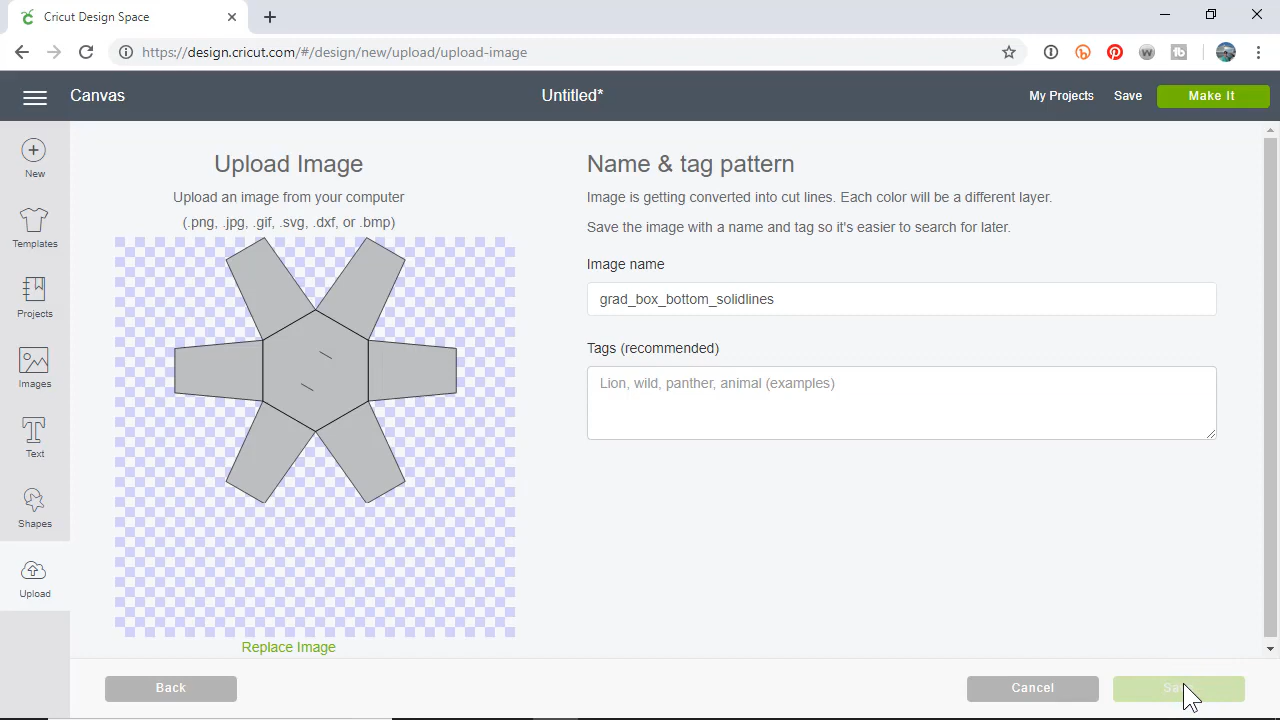 Cricut Design Space
https://design.cricut.com/#/design/new/upload/upload-image
Canvas
Untitled*
My Projects
Save
Make It
New
Templates
Projects
Images
Text
Shapes
Upload
Upload Image
Upload an image from your computer
(.png, .jpg, .gif, .svg, .dxf, or .bmp)
Replace Image
Name & tag pattern
Image is getting converted into cut lines. Each color will be a different layer.
Save the image with a name and tag so it's easier to search for later.
Image name
grad_box_bottom_solidlines
Tags (recommended)
Lion, wild, panther, animal (examples)
Back
Cancel